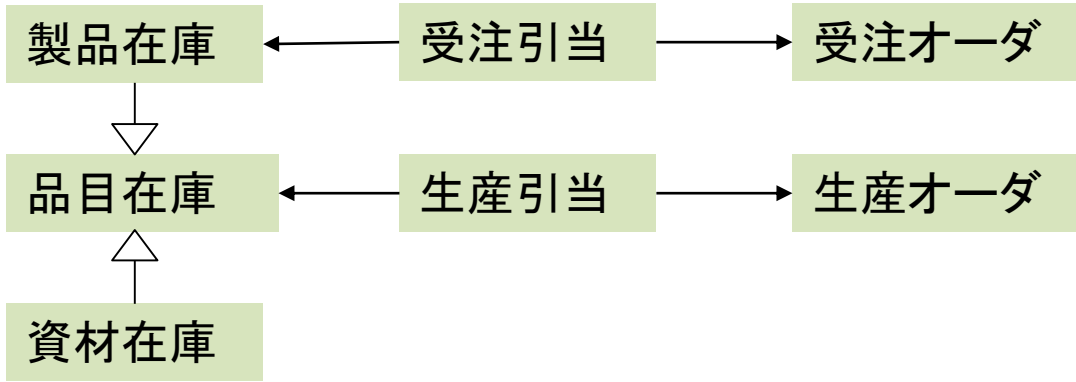 製品在庫
受注引当
受注オーダ
品目在庫
生産引当
生産オーダ
資材在庫